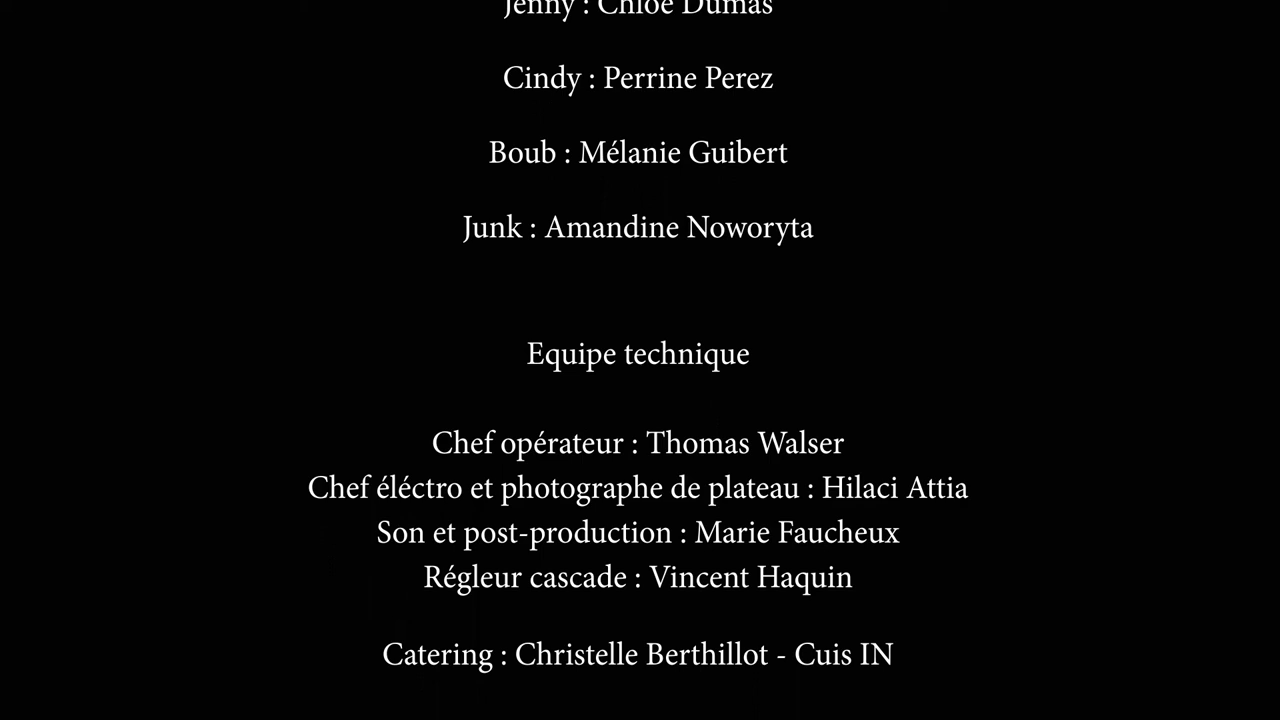 Jenny : Chloé Dumas
Cindy : Perrine Perez
Boub : Mélanie Guibert
Junk : Amandine Noworyta
Equipe technique
Chef opérateur : Thomas Walser
Chef éléctro et photographe de plateau : Hilaci Attia
Son et post-production : Marie Faucheux
Régleur cascade : Vincent Haquin
Catering : Christelle Berthillot - Cuis IN